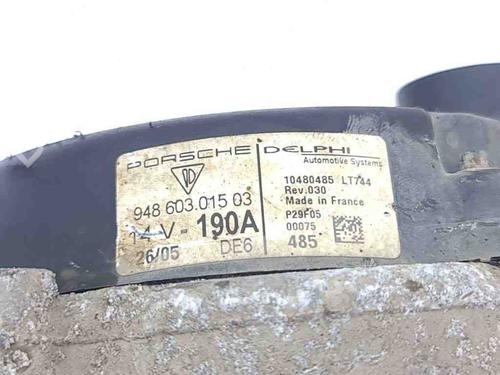 PORSCHE
948 603.015 03
14 V - 190A
26/05 DE6
DELPHI
Automotive Systems
10480485 LT744
Rev.030
Made in France
P29F05
00075
485